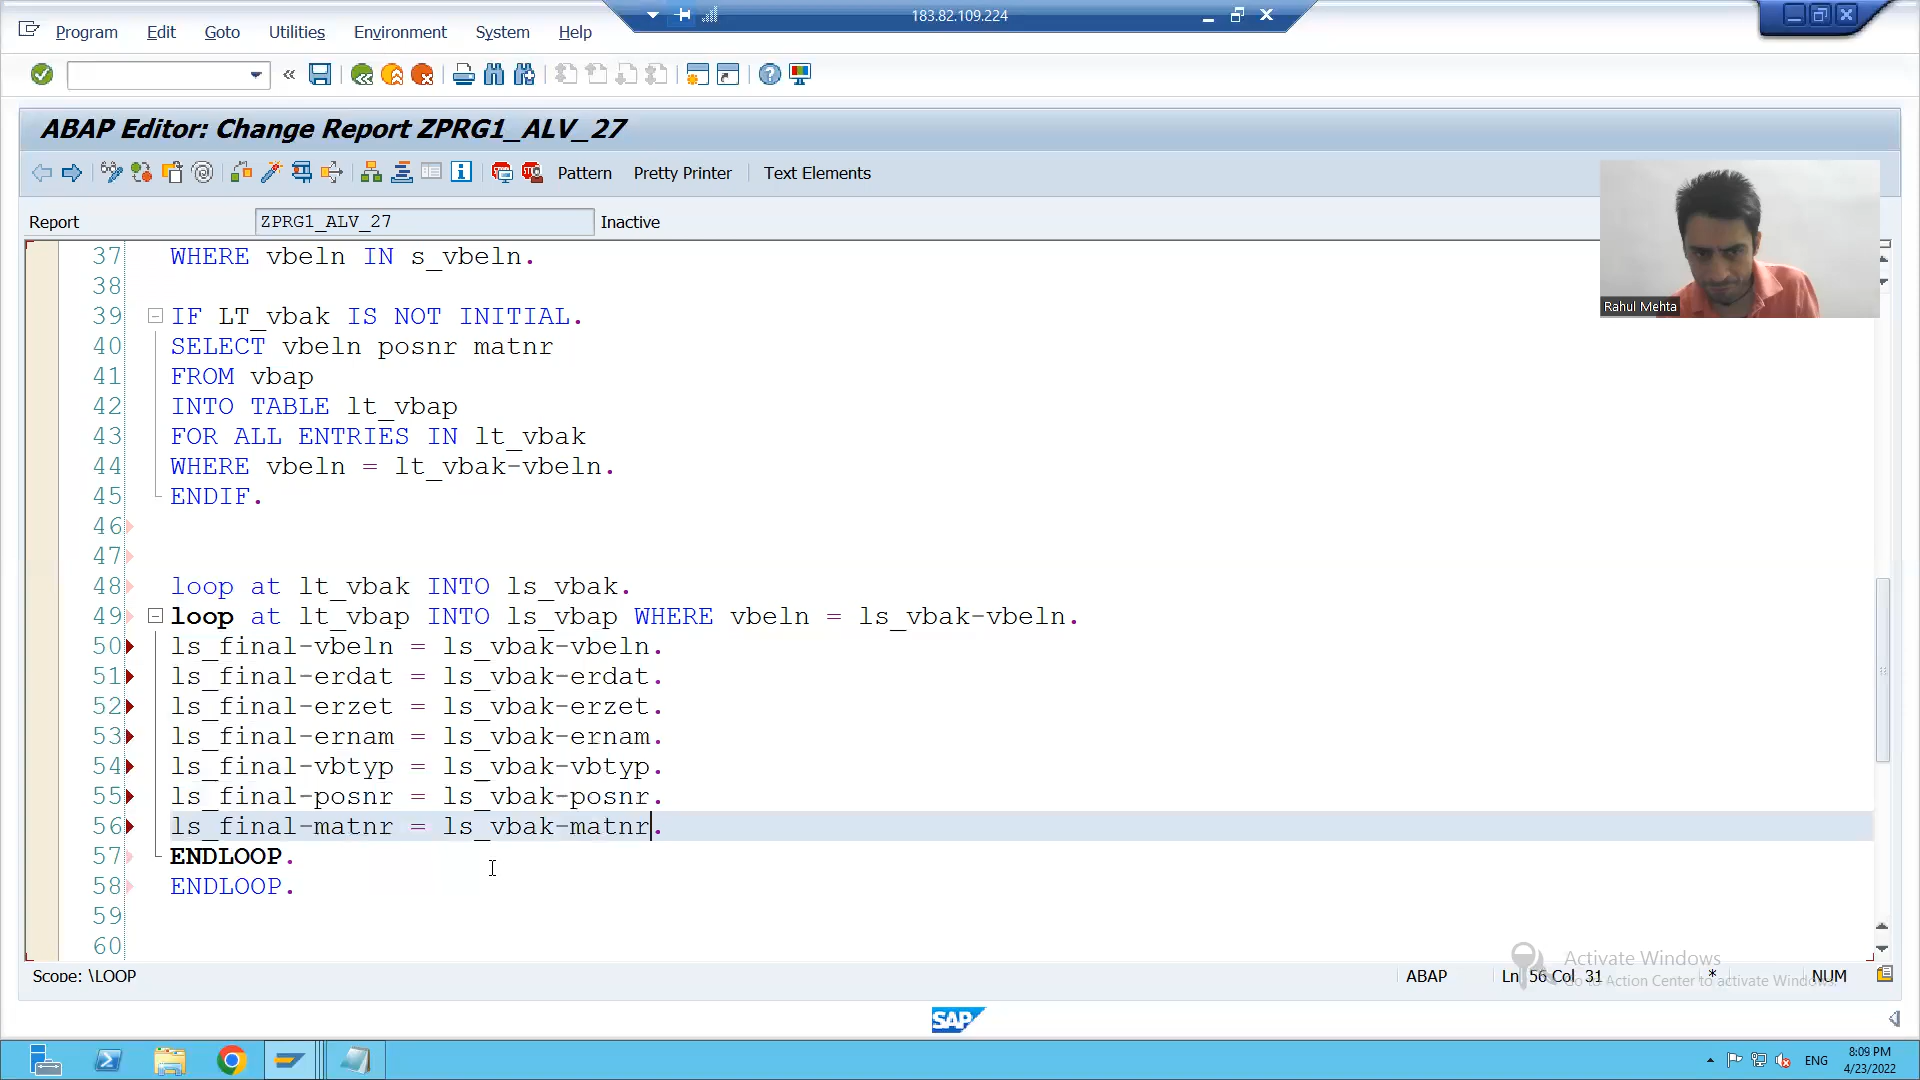 183.82.109.224
Program Edit Goto Utilities Environment System Help
ABAP Editor: Change Report ZPRG1_ALV_27
Pattern Pretty Printer Text Elements
Report ZPRG1_ALV_27 Inactive
Rahul Mehta
37 WHERE vbeln IN s_vbeln.
38
39 IF LT_vbak IS NOT INITIAL.
40 SELECT vbeln posnr matnr
41 FROM vbap
42 INTO TABLE lt_vbap
43 FOR ALL ENTRIES IN lt_vbak
44 WHERE vbeln = lt_vbak-vbeln.
45 ENDIF.
46
47
48 loop at lt_vbak INTO ls_vbak.
49 loop at lt_vbap INTO ls_vbap WHERE vbeln = ls_vbak-vbeln.
50 ls_final-vbeln = ls_vbak-vbeln.
51 ls_final-erdat = ls_vbak-erdat.
52 ls_final-erzet = ls_vbak-erzet.
53 ls_final-ernam = ls_vbak-ernam.
54 ls_final-vbtyp = ls_vbak-vbtyp.
55 ls_final-posnr = ls_vbak-posnr.
56 ls_final-matnr = ls_vbak-matnr.
57 ENDLOOP.
58 ENDLOOP.
59
60
Activate Windows
Go to Action Center to activate Windows.
Scope: \LOOP ABAP Ln 56 Col 31 * NUM
SAP
ENG
8:09 PM
4/23/2022